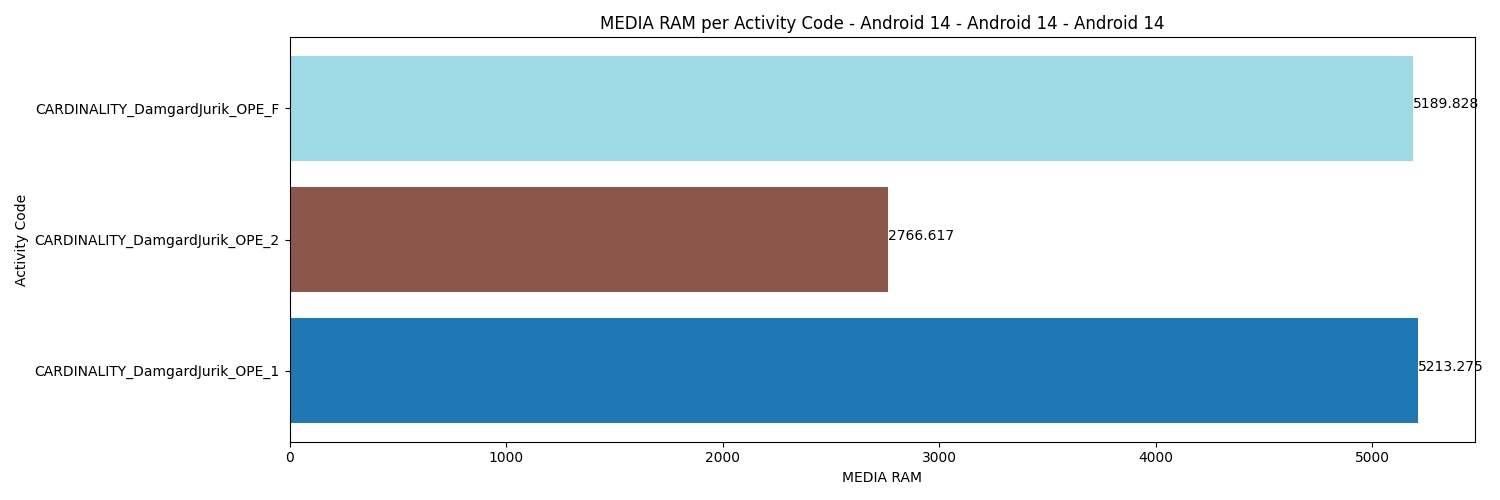 MEDIA RAM per Activity Code - Android 14 - Android 14 - Android 14
CARDINALITY_DamgardJurik_OPE_F
5189.828
CARDINALITY_DamgardJurik_OPE_2
2766.617
CARDINALITY_DamgardJurik_OPE_1
5213.275
Activity Code
0 1000 2000 3000 4000 5000
MEDIA RAM